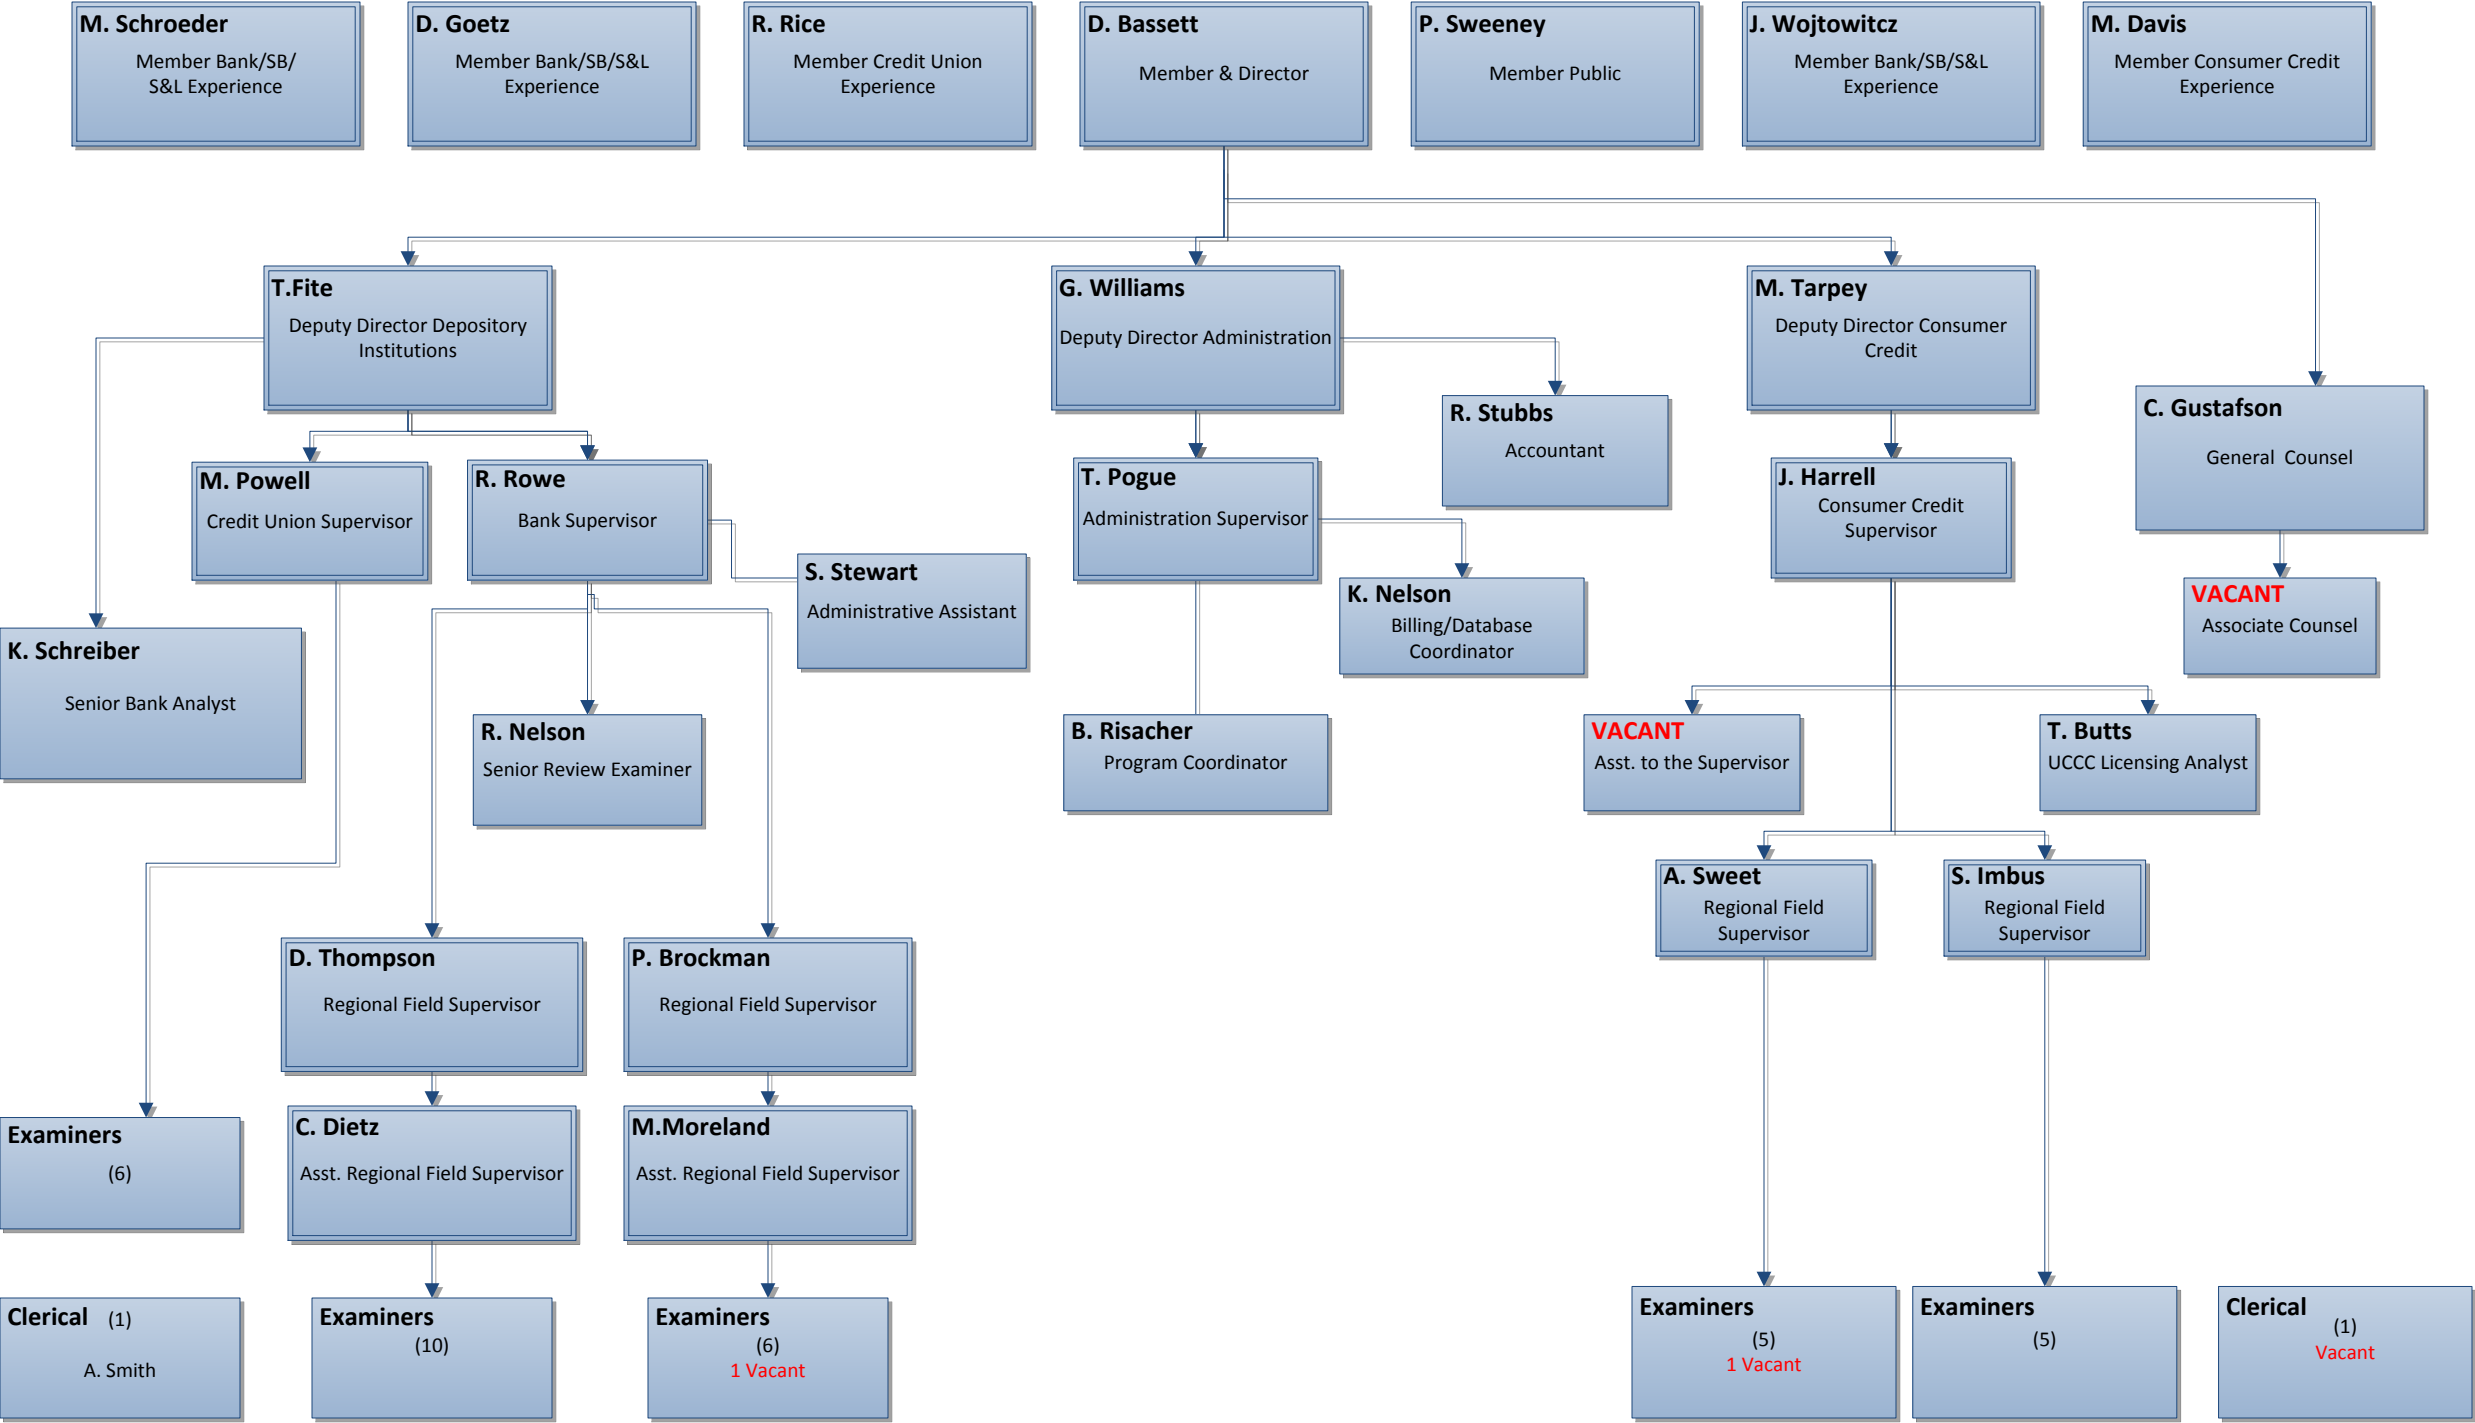 M. Schroeder
Member Bank/SB/
S&L Experience
D. Goetz
Member Bank/SB/S&L
Experience
R. Rice
Member Credit Union
Experience
D. Bassett
Member & Director
P. Sweeney
Member Public
J. Wojtowitcz
Member Bank/SB/S&L
Experience
M. Davis
Member Consumer Credit
Experience
T.Fite
Deputy Director Depository
Institutions
G. Williams
Deputy Director Administration
M. Tarpey
Deputy Director Consumer
Credit
R. Stubbs
Accountant
C. Gustafson
General  Counsel
M. Powell
Credit Union Supervisor
R. Rowe
Bank Supervisor
T. Pogue
Administration Supervisor
J. Harrell
Consumer Credit
Supervisor
S. Stewart
Administrative Assistant
K. Nelson
Billing/Database
Coordinator
VACANT
Associate Counsel
K. Schreiber
Senior Bank Analyst
R. Nelson
Senior Review Examiner
B. Risacher
Program Coordinator
VACANT
Asst. to the Supervisor
T. Butts
UCCC Licensing Analyst
A. Sweet
Regional Field
Supervisor
S. Imbus
Regional Field
Supervisor
D. Thompson
Regional Field Supervisor
P. Brockman
Regional Field Supervisor
Examiners
(6)
C. Dietz
Asst. Regional Field Supervisor
M.Moreland
Asst. Regional Field Supervisor
Clerical (1)
A. Smith
Examiners
(10)
Examiners
(6)
1 Vacant
Examiners
(5)
1 Vacant
Examiners
(5)
Clerical
(1)
Vacant